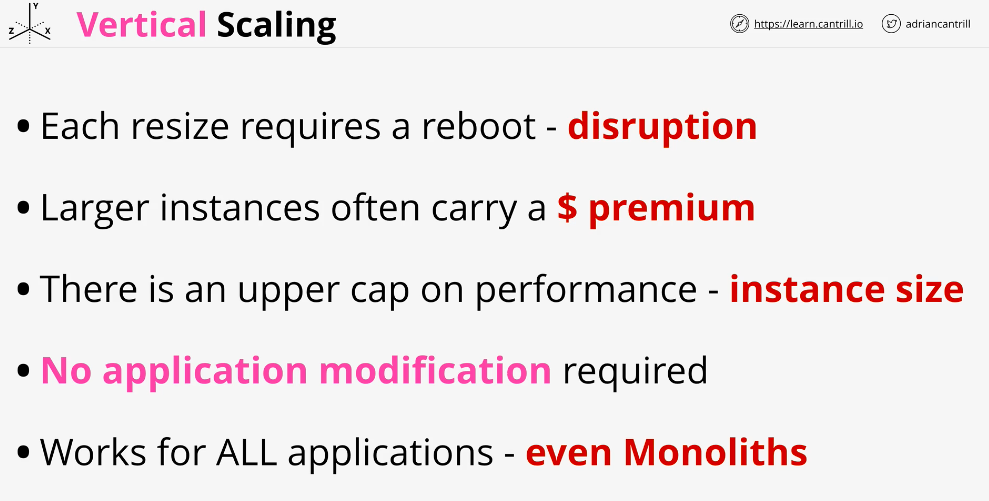 Y
Z X
Vertical Scaling
https://learn.cantrill.io
adriancantrill
• Each resize requires a reboot - disruption
• Larger instances often carry a $ premium
• There is an upper cap on performance - instance size
• No application modification required
• Works for ALL applications - even Monoliths